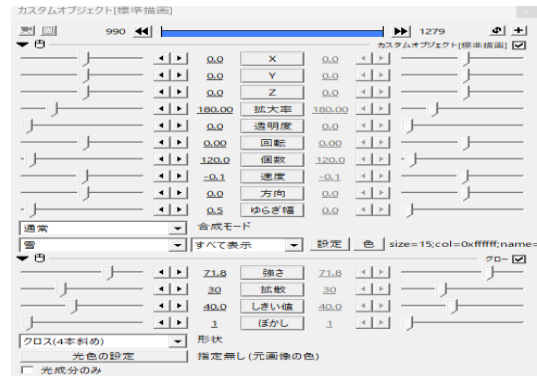 カスタムオブジェクト[標準描画]
990 1279
カスタムオブジェクト[標準描画]
0.0 X 0.0
0.0 Y 0.0
0.0 Z 0.0
180.00 拡大率 180.00
0.0 透明度 0.0
0.00 回転 0.00
120.0 個数 120.0
-0.1 速度 -0.1
0.0 方向 0.0
0.5 ゆらぎ幅 0.0
通常 合成モード
雪 すべて表示 設定 色 size=15;col=0xffffff;name=
グロー
71.8 強さ 71.8
30 拡散 30
40.0 しきい値 40.0
1 ぼかし 1
クロス(4本斜め) 形状
光色の設定 指定無し(元画像の色)
光成分のみ